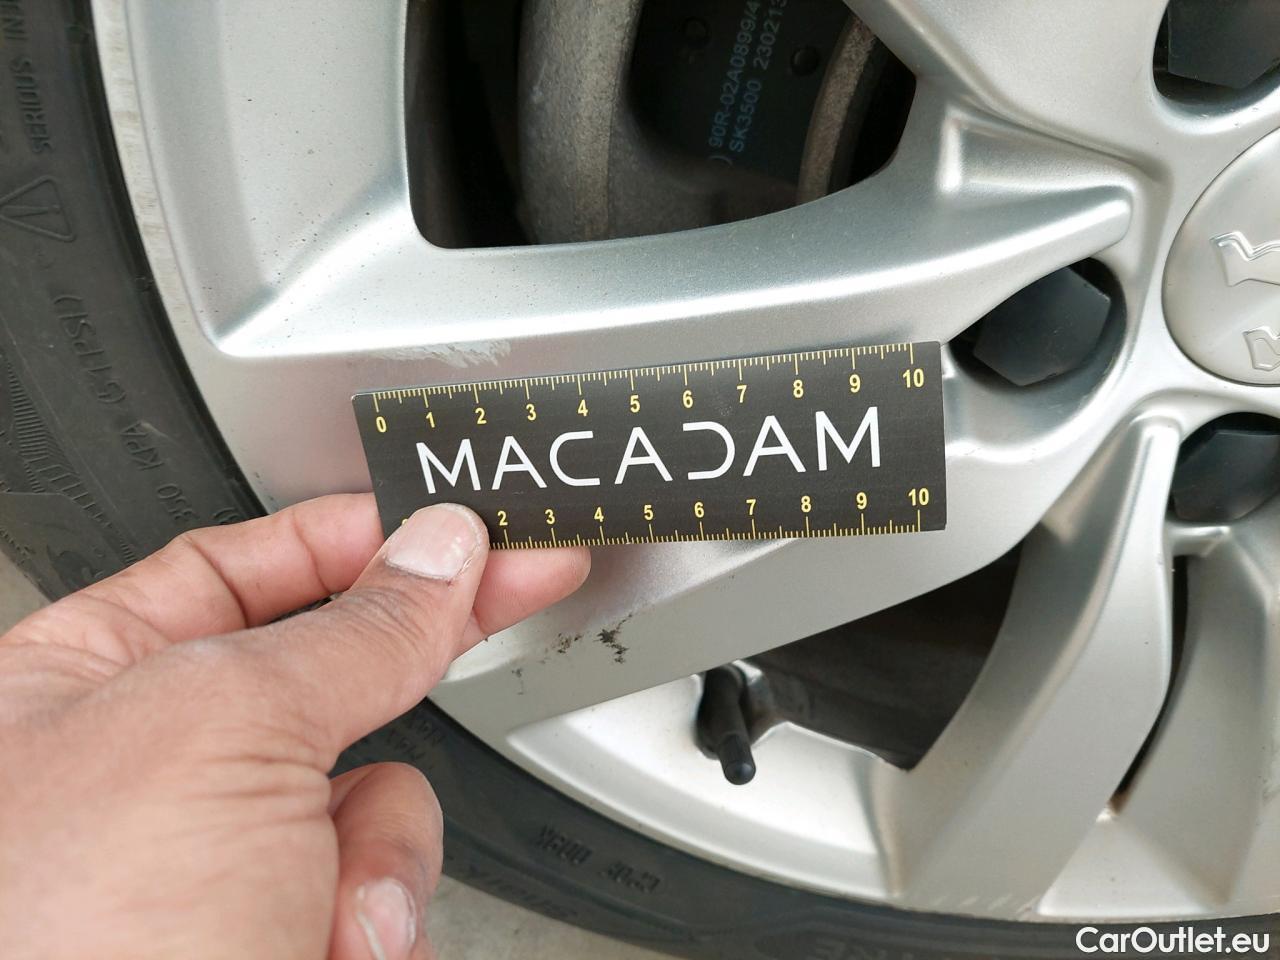 SERIOUS INJ
) 90R-02A0899/4
SK3500 230213
350 KPA (51 PSI)
0 1 2 3 4 5 6 7 8 9 10
MACADAM
2 3 4 5 6 7 8 9 10
CarOutlet.eu